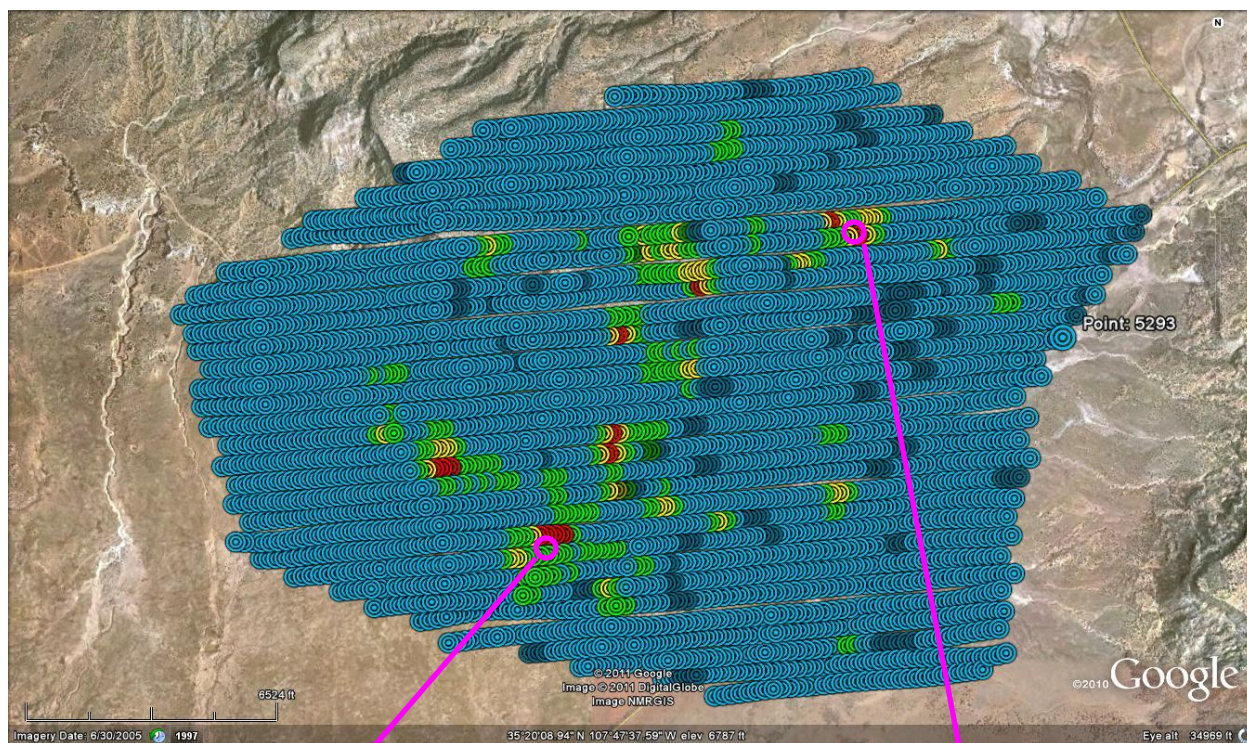 N
Point: 5293
© 2011 Google
Image © 2011 DigitalGlobe
Image NMRGIS
©2010 Google
6524 ft
Imagery Date: 6/30/2005 1997 35°20'08.94" N 107°47'37.59" W elev 6787 ft Eye alt 34969 ft